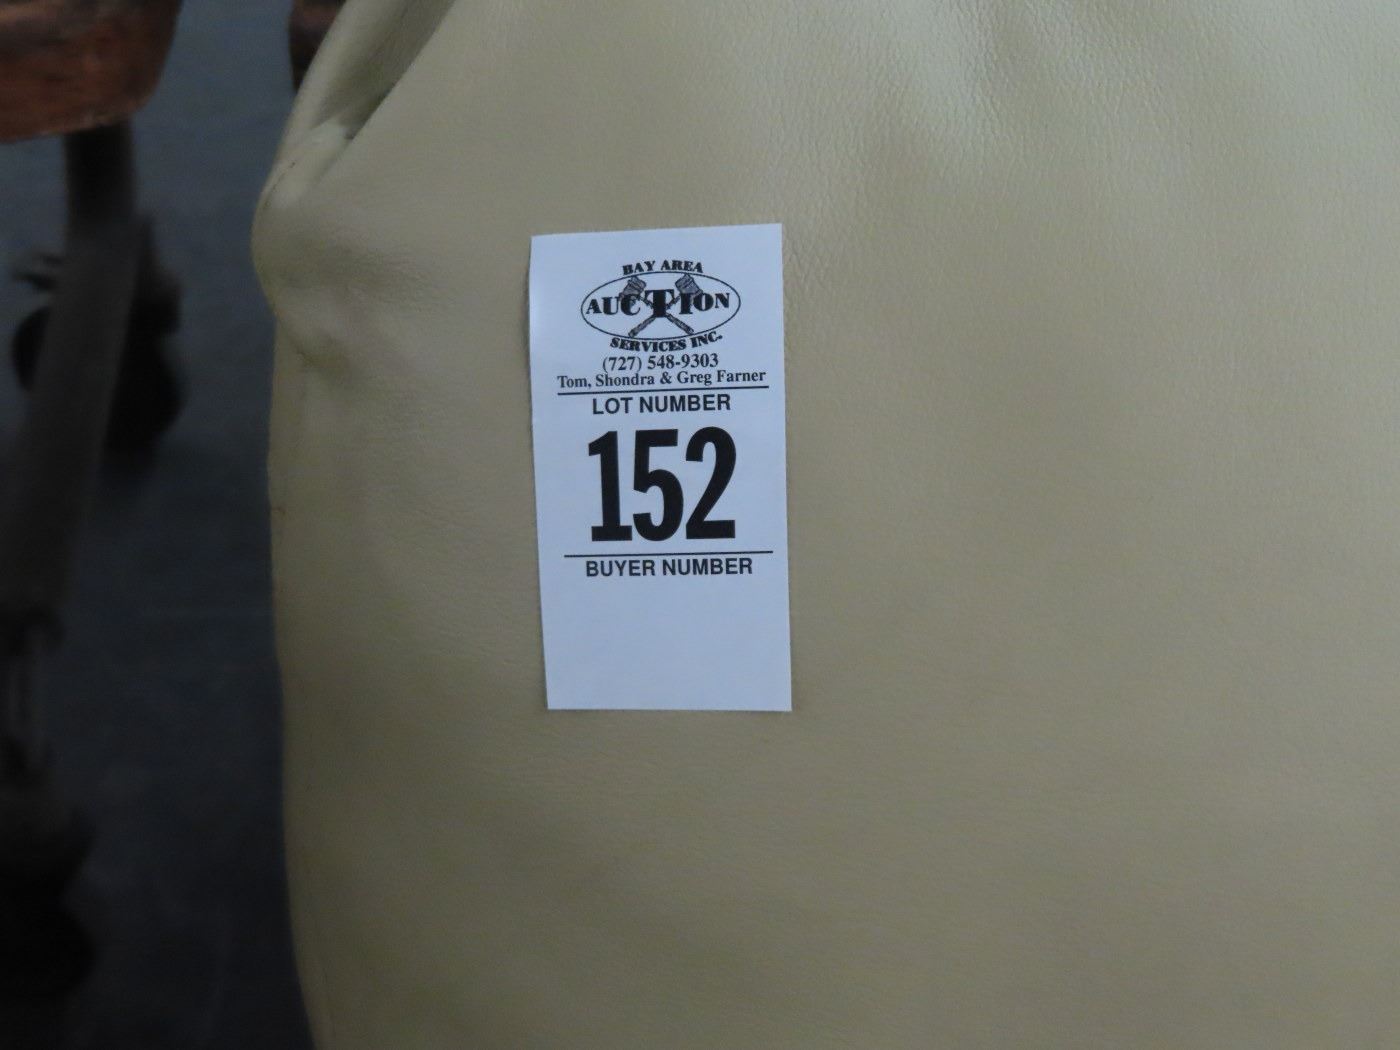 BAY AREA
AUCTION
SERVICES INC.
(727) 548-9303
Tom, Shondra & Greg Farner
LOT NUMBER
152
BUYER NUMBER